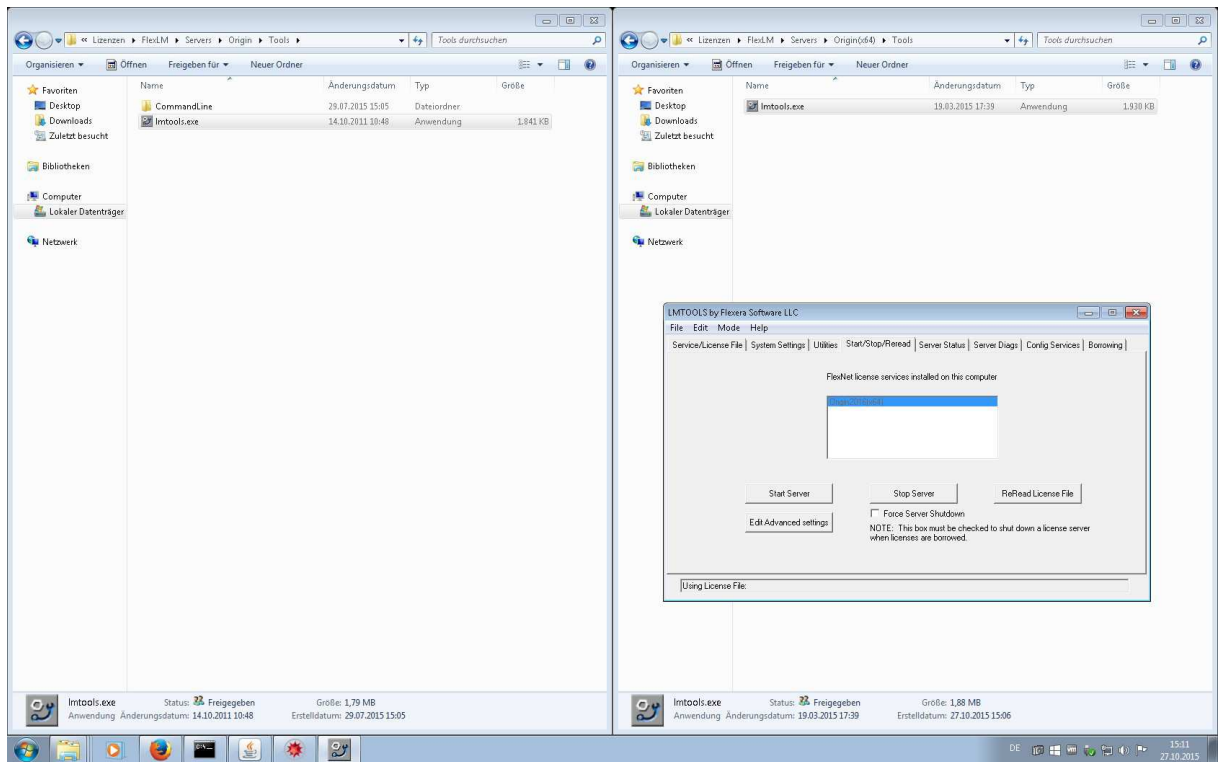 « Lizenzen ▸ FlexLM ▸ Servers ▸ Origin ▸ Tools ▸
Tools durchsuchen
Organisieren ▾ Öffnen Freigeben für ▾ Neuer Ordner
Name Änderungsdatum Typ Größe
Favoriten
Desktop
Downloads
Zuletzt besucht
Bibliotheken
Computer
Lokaler Datenträger
Netzwerk
CommandLine 29.07.2015 15:05 Dateiordner
lmtools.exe 14.10.2011 10:48 Anwendung 1.841 KB
lmtools.exe Status: Freigegeben Größe: 1,79 MB
Anwendung Änderungsdatum: 14.10.2011 10:48 Erstelldatum: 29.07.2015 15:05
« Lizenzen ▸ FlexLM ▸ Servers ▸ Origin(x64) ▸ Tools
Tools durchsuchen
Organisieren ▾ Öffnen Freigeben für ▾ Neuer Ordner
Name Änderungsdatum Typ Größe
Favoriten
Desktop
Downloads
Zuletzt besucht
Bibliotheken
Computer
Lokaler Datenträger
Netzwerk
lmtools.exe 19.03.2015 17:39 Anwendung 1.930 KB
LMTOOLS by Flexera Software LLC
File Edit Mode Help
Service/License File System Settings Utilities Start/Stop/Reread Server Status Server Diags Config Services Borrowing
FlexNet license services installed on this computer
Start Server Stop Server ReRead License File
Edit Advanced settings
Force Server Shutdown
NOTE: This box must be checked to shut down a license server
when licenses are borrowed.
Using License File:
lmtools.exe Status: Freigegeben Größe: 1,88 MB
Anwendung Änderungsdatum: 19.03.2015 17:39 Erstelldatum: 27.10.2015 15:06
DE
15:11
27.10.2015